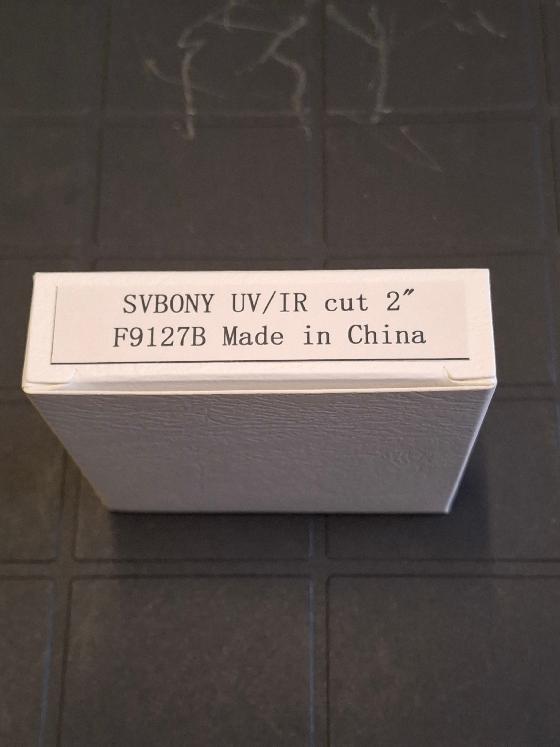 SVBONY UV/IR cut 2″
F9127B Made in China